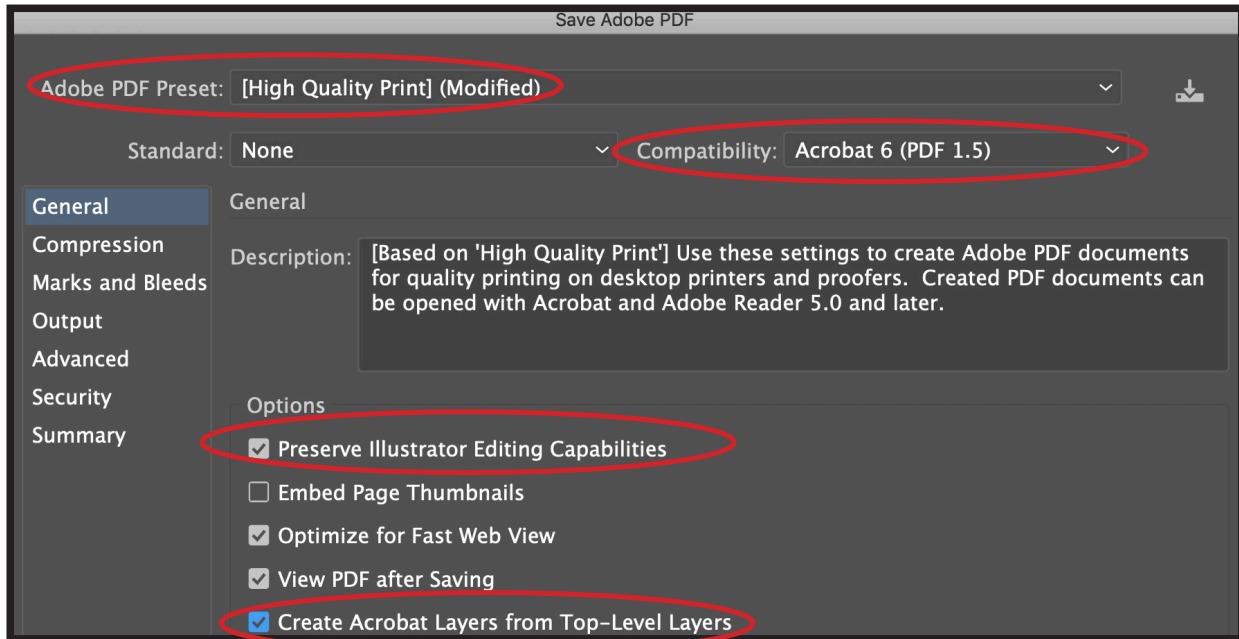 Save Adobe PDF
Adobe PDF Preset: [High Quality Print] (Modified)
Standard: None Compatibility: Acrobat 6 (PDF 1.5)
General
Compression
Marks and Bleeds
Output
Advanced
Security
Summary
General
Description: [Based on 'High Quality Print'] Use these settings to create Adobe PDF documents
for quality printing on desktop printers and proofers.  Created PDF documents can
be opened with Acrobat and Adobe Reader 5.0 and later.
Options
Preserve Illustrator Editing Capabilities
Embed Page Thumbnails
Optimize for Fast Web View
View PDF after Saving
Create Acrobat Layers from Top-Level Layers